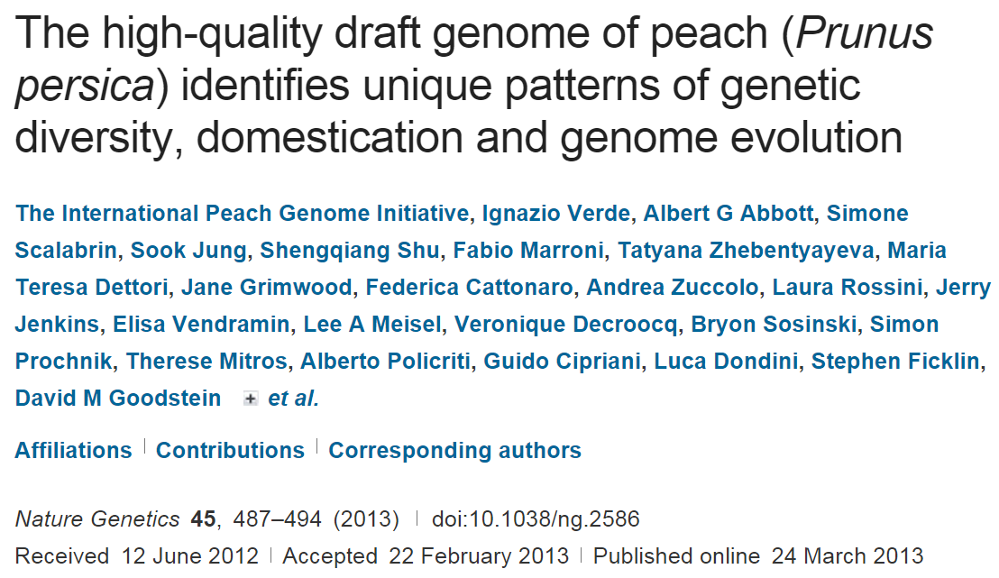 The high-quality draft genome of peach (Prunus
persica) identifies unique patterns of genetic
diversity, domestication and genome evolution
The International Peach Genome Initiative, Ignazio Verde, Albert G Abbott, Simone
Scalabrin, Sook Jung, Shengqiang Shu, Fabio Marroni, Tatyana Zhebentyayeva, Maria
Teresa Dettori, Jane Grimwood, Federica Cattonaro, Andrea Zuccolo, Laura Rossini, Jerry
Jenkins, Elisa Vendramin, Lee A Meisel, Veronique Decroocq, Bryon Sosinski, Simon
Prochnik, Therese Mitros, Alberto Policriti, Guido Cipriani, Luca Dondini, Stephen Ficklin,
David M Goodstein + et al.
Affiliations | Contributions | Corresponding authors
Nature Genetics 45, 487–494 (2013) | doi:10.1038/ng.2586
Received 12 June 2012 | Accepted 22 February 2013 | Published online 24 March 2013